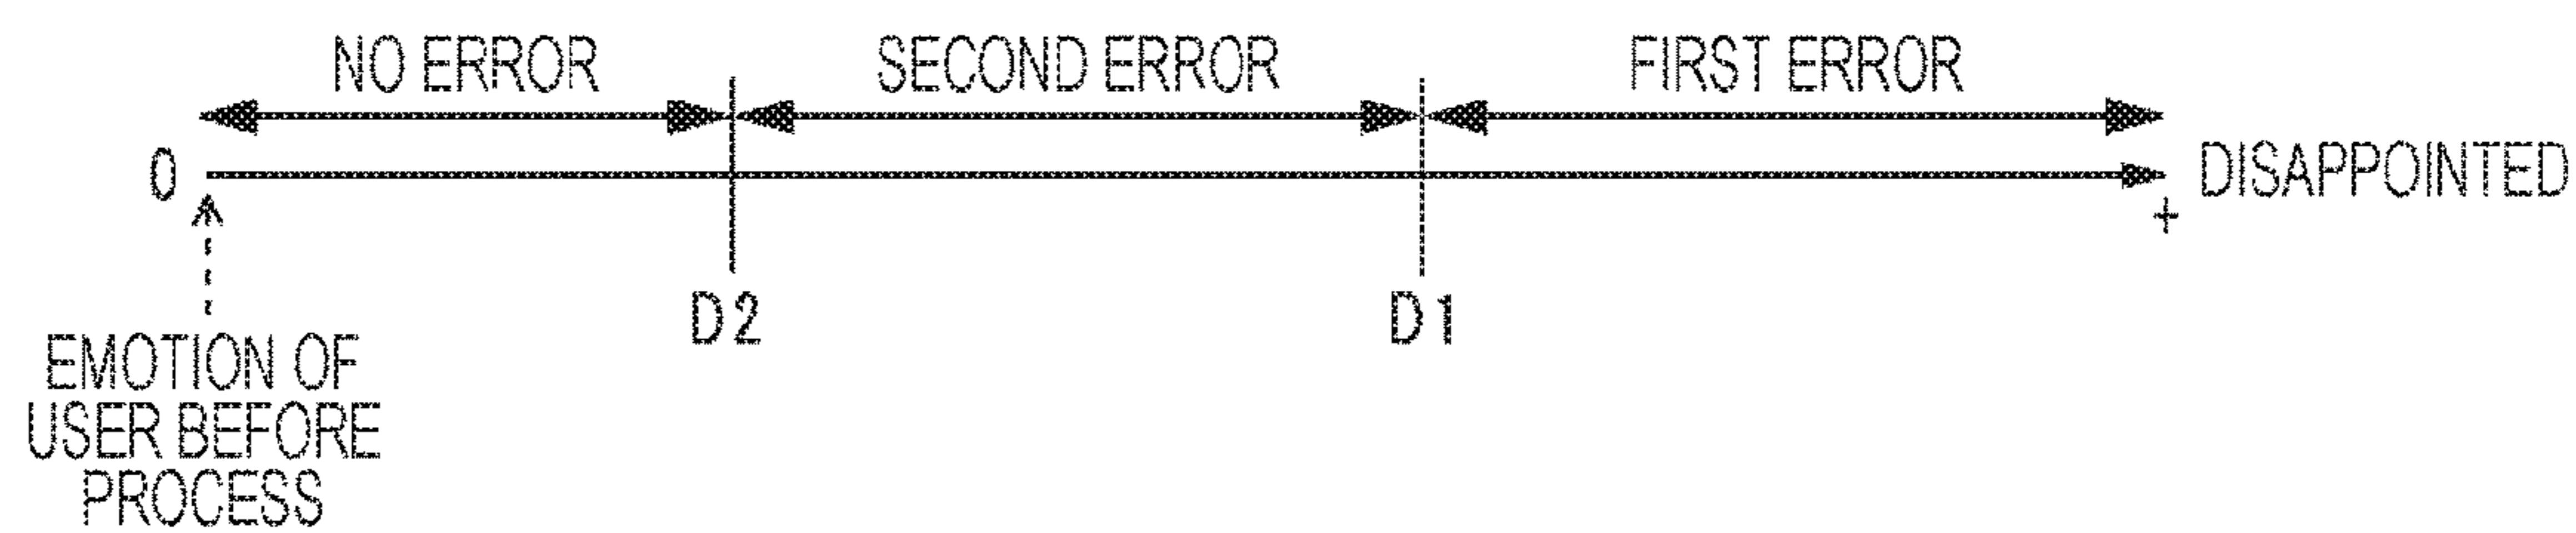 NO ERROR
SECOND ERROR
FIRST ERROR
0
DISAPPOINTED
+
D2
D1
EMOTION OF
USER BEFORE
PROCESS